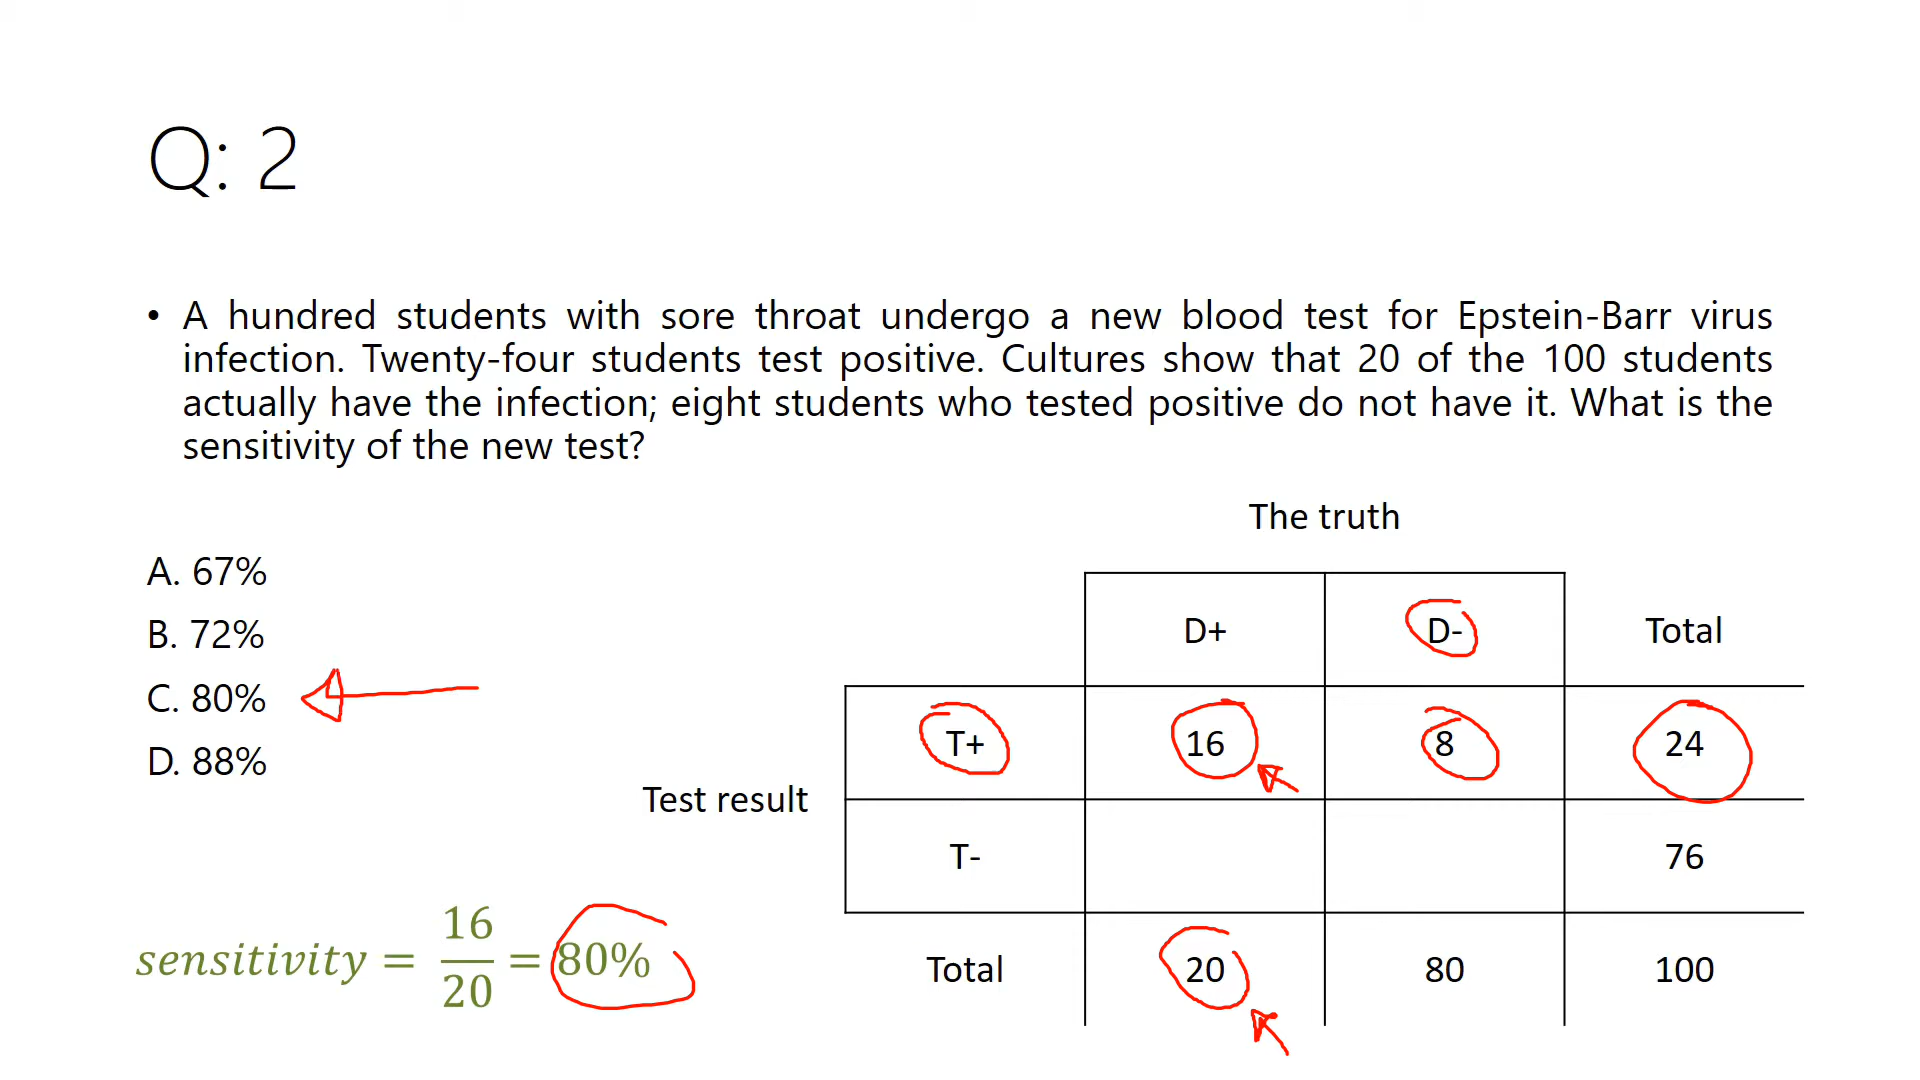 Q: 2
• A hundred students with sore throat undergo a new blood test for Epstein-Barr virus
infection. Twenty-four students test positive. Cultures show that 20 of the 100 students
actually have the infection; eight students who tested positive do not have it. What is the
sensitivity of the new test?
A. 67%
B. 72%
C. 80%
D. 88%
sensitivity = 16/20 = 80%
The truth
D+ D- Total
Test result
T+ 16 8 24
T- 76
Total 20 80 100